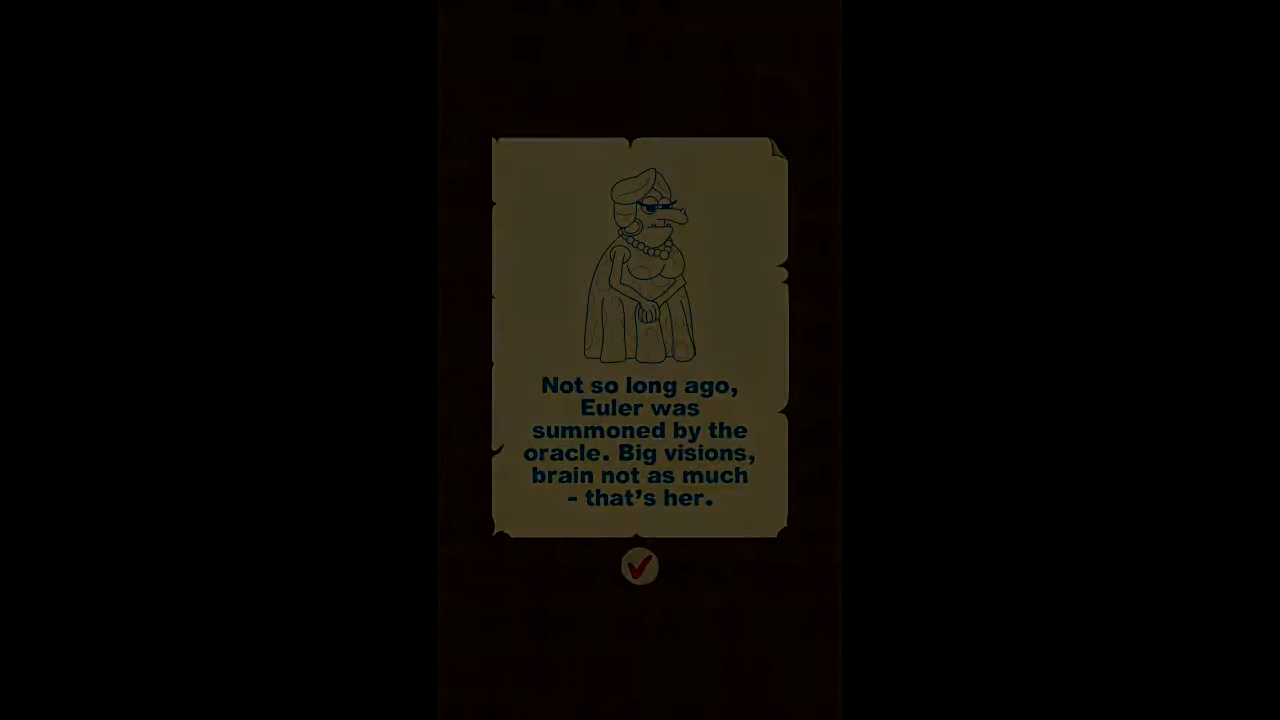 Not so long ago,
Euler was
summoned by the
oracle. Big visions,
brain not as much
- that's her.